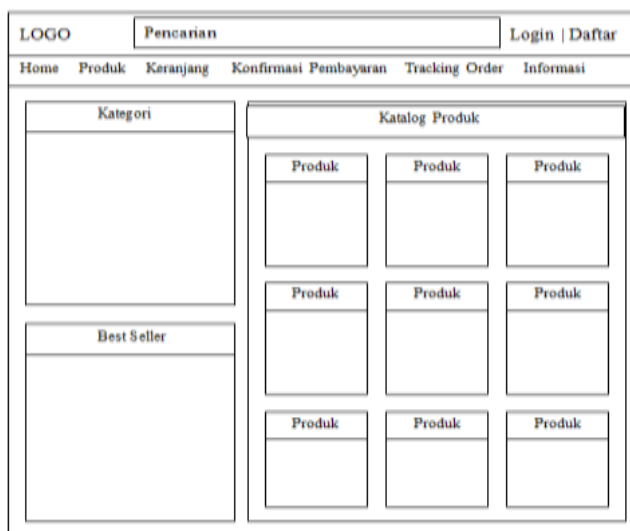 LOGO Pencarian Login | Daftar
Home Produk Keranjang Konfirmasi Pembayaran Tracking Order Informasi
Kategori Katalog Produk
Produk Produk Produk
Produk Produk Produk
Best Seller
Produk Produk Produk